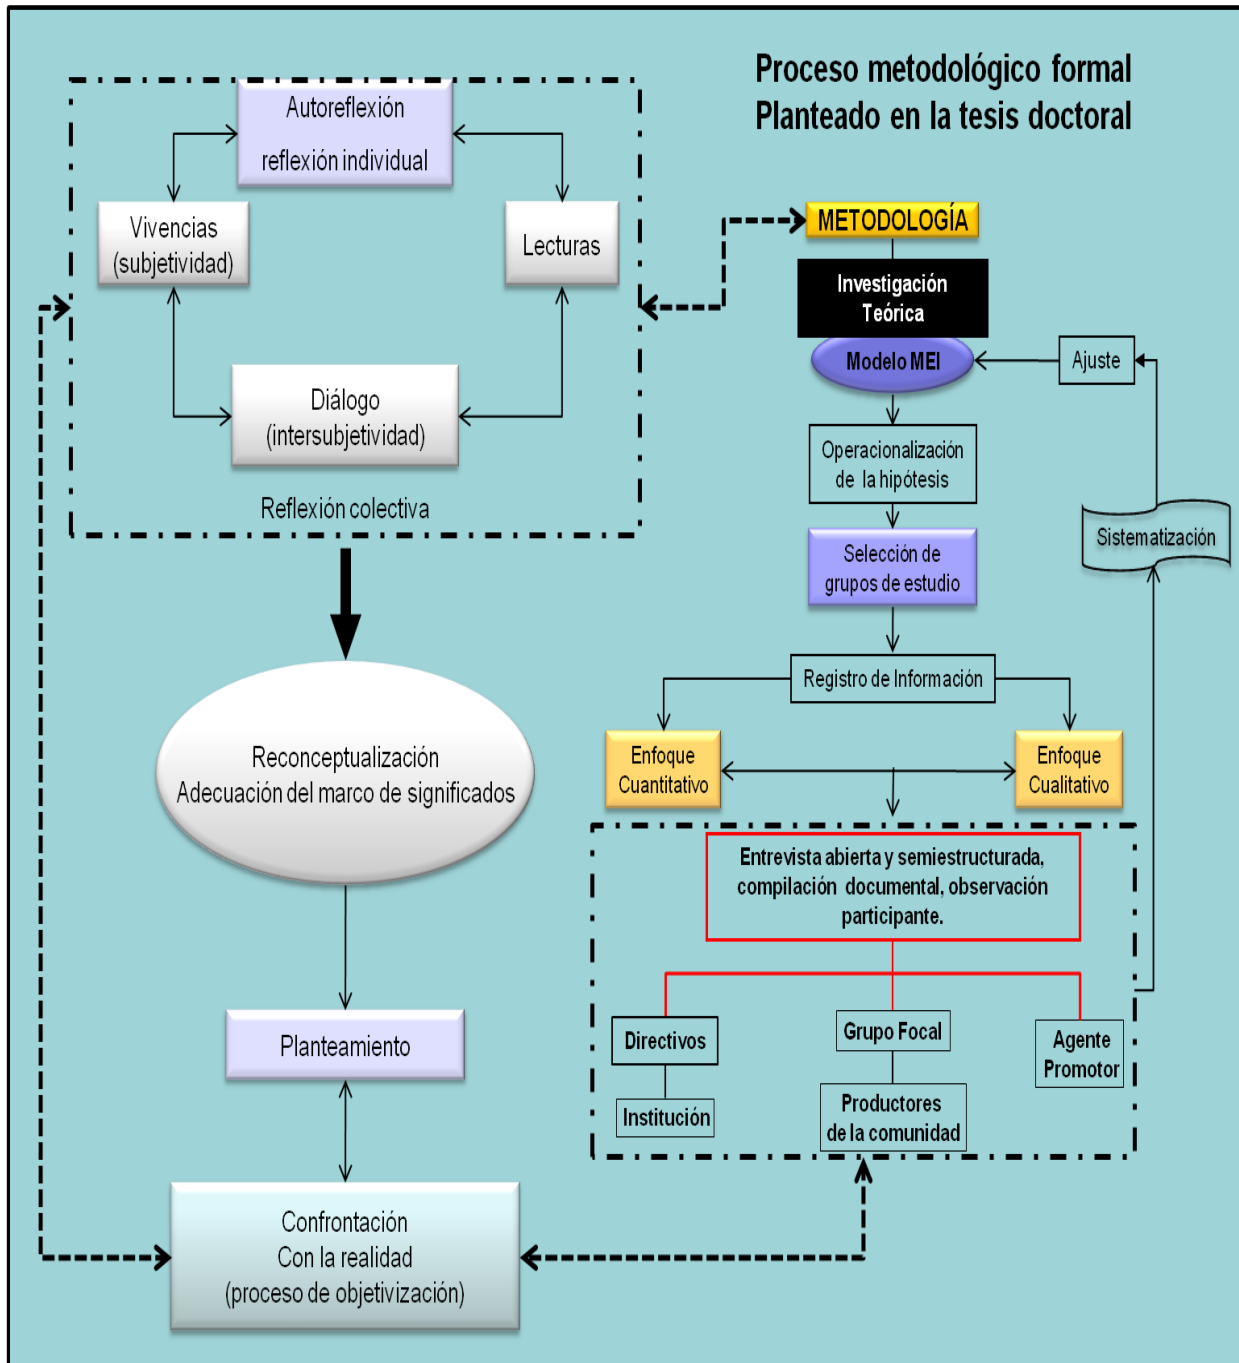 Proceso metodológico formal
Planteado en la tesis doctoral
Autoreflexión
reflexión individual
Vivencias
(subjetividad)
Lecturas
Diálogo
(intersubjetividad)
Reflexión colectiva
Reconceptualización
Adecuación del marco de significados
Planteamiento
Confrontación
Con la realidad
(proceso de objetivización)
METODOLOGÍA
Investigación
Teórica
Modelo MEI
Ajuste
Operacionalización
de la hipótesis
Sistematización
Selección de
grupos de estudio
Registro de Información
Enfoque
Cuantitativo
Enfoque
Cualitativo
Entrevista abierta y semiestructurada,
compilación documental, observación
participante.
Directivos
Institución
Grupo Focal
Productores
de la comunidad
Agente
Promotor